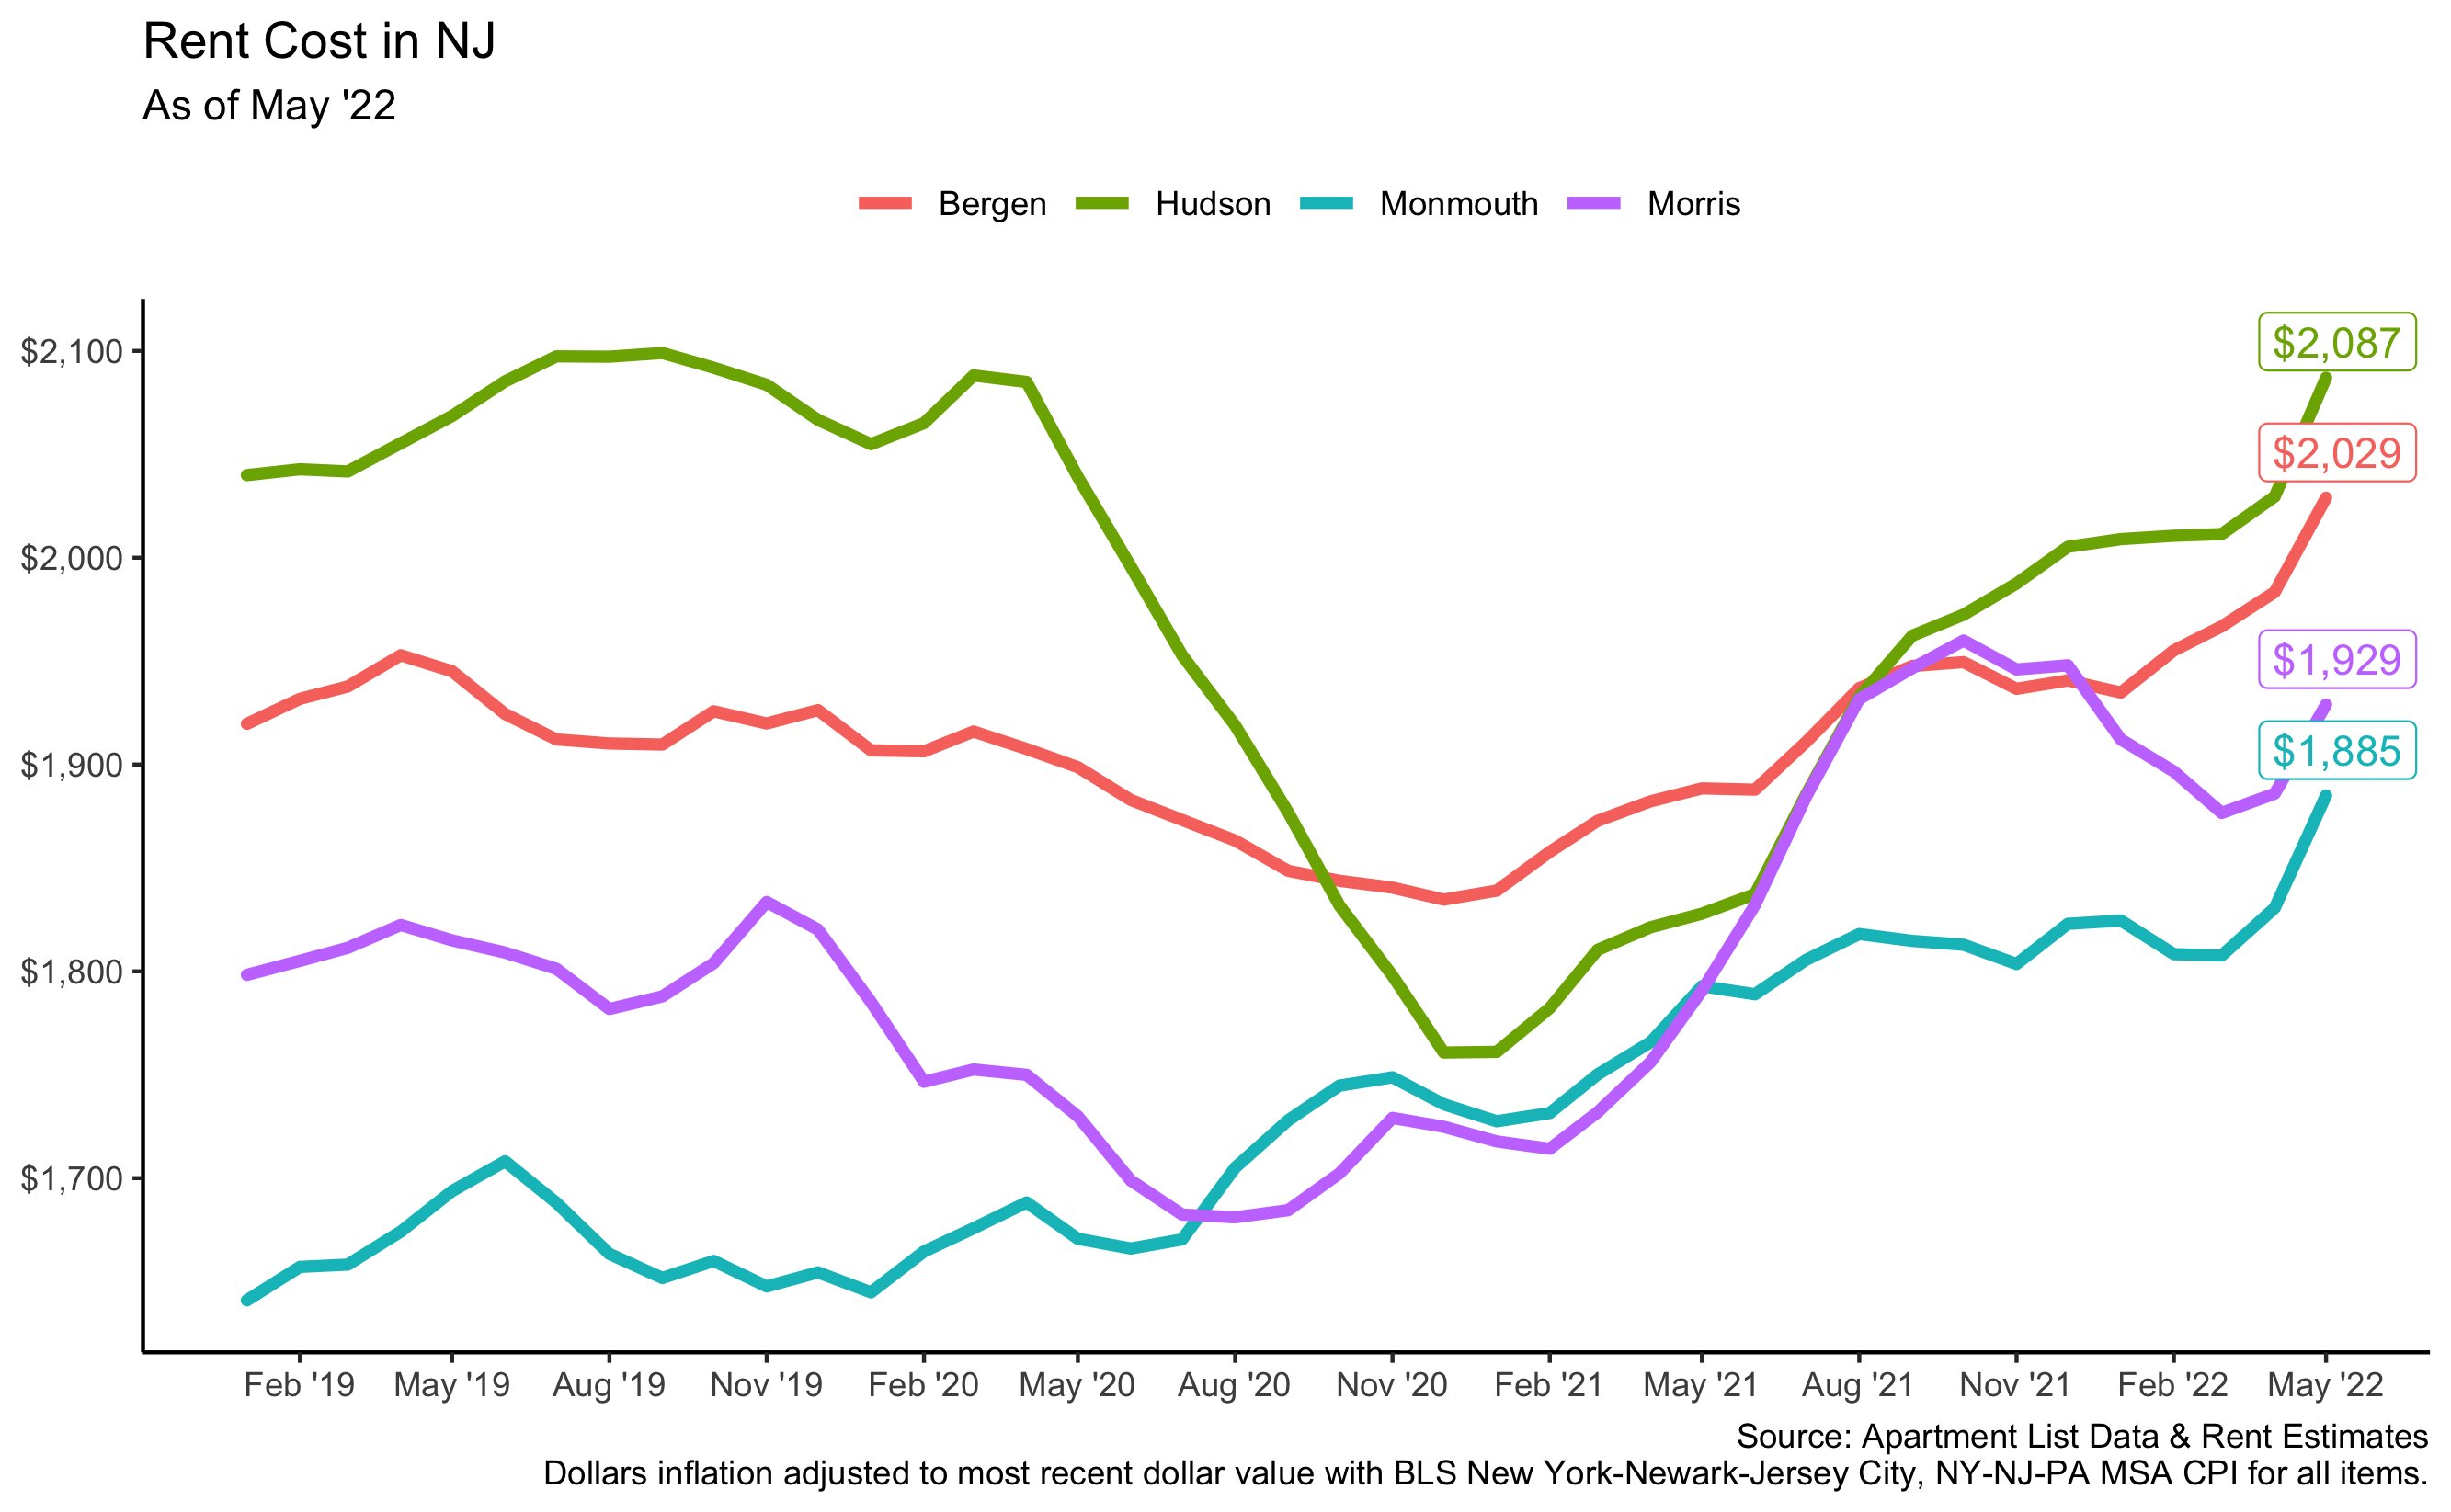 Rent Cost in NJ
As of May '22
Bergen Hudson Monmouth Morris
$2,100
$2,000
$1,900
$1,800
$1,700
$2,087
$2,029
$1,929
$1,885
Feb '19 May '19 Aug '19 Nov '19 Feb '20 May '20 Aug '20 Nov '20 Feb '21 May '21 Aug '21 Nov '21 Feb '22 May '22
Source: Apartment List Data & Rent Estimates
Dollars inflation adjusted to most recent dollar value with BLS New York-Newark-Jersey City, NY-NJ-PA MSA CPI for all items.